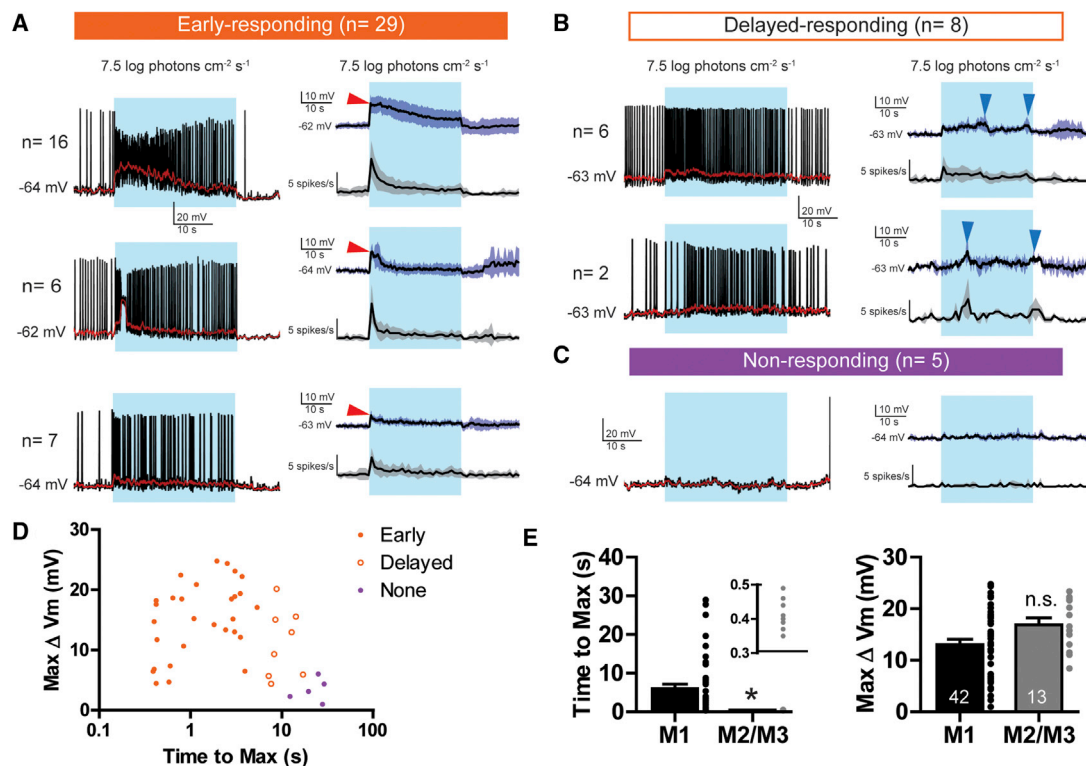 A
Early-responding (n= 29)
7.5 log photons cm-2 s-1
7.5 log photons cm-2 s-1
n= 16
-64 mV
20 mV
10 s
10 mV
10 s
-62 mV
5 spikes/s
n= 6
-62 mV
10 mV
10 s
-64 mV
5 spikes/s
n= 7
-64 mV
10 mV
10 s
-63 mV
5 spikes/s
B
Delayed-responding (n= 8)
7.5 log photons cm-2 s-1
7.5 log photons cm-2 s-1
n= 6
-63 mV
20 mV
10 s
10 mV
10 s
-63 mV
5 spikes/s
n= 2
-63 mV
10 mV
10 s
-63 mV
5 spikes/s
C
Non-responding (n= 5)
20 mV
10 s
-64 mV
10 mV
10 s
-64 mV
5 spikes/s
D
Max Δ Vm (mV)
30
20
10
0
0.1
1
10
100
Time to Max (s)
Early
Delayed
None
E
Time to Max (s)
40
30
20
10
0
0.5
0.4
0.3
*
M1
M2/M3
Max Δ Vm (mV)
30
20
10
0
n.s.
42
13
M1
M2/M3